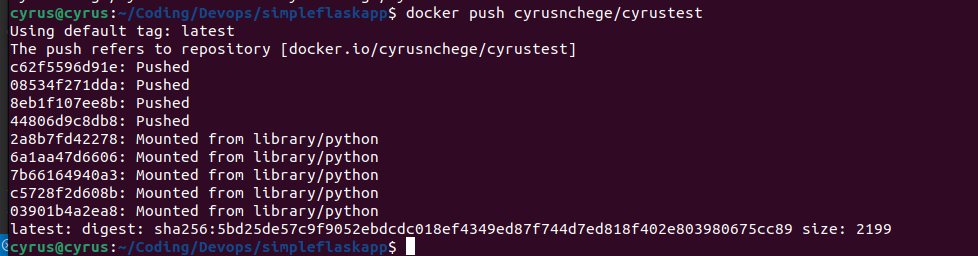 cyrus@cyrus:~/Coding/Devops/simpleflaskapp$ docker push cyrusnchege/cyrustest
Using default tag: latest
The push refers to repository [docker.io/cyrusnchege/cyrustest]
c62f5596d91e: Pushed
08534f271dda: Pushed
8eb1f107ee8b: Pushed
44806d9c8db8: Pushed
2a8b7fd42278: Mounted from library/python
6a1aa47d6606: Mounted from library/python
7b66164940a3: Mounted from library/python
c5728f2d608b: Mounted from library/python
03901b4a2ea8: Mounted from library/python
latest: digest: sha256:5bd25de57c9f9052ebdcdc018ef4349ed87f744d7ed818f402e803980675cc89 size: 2199
cyrus@cyrus:~/Coding/Devops/simpleflaskapp$